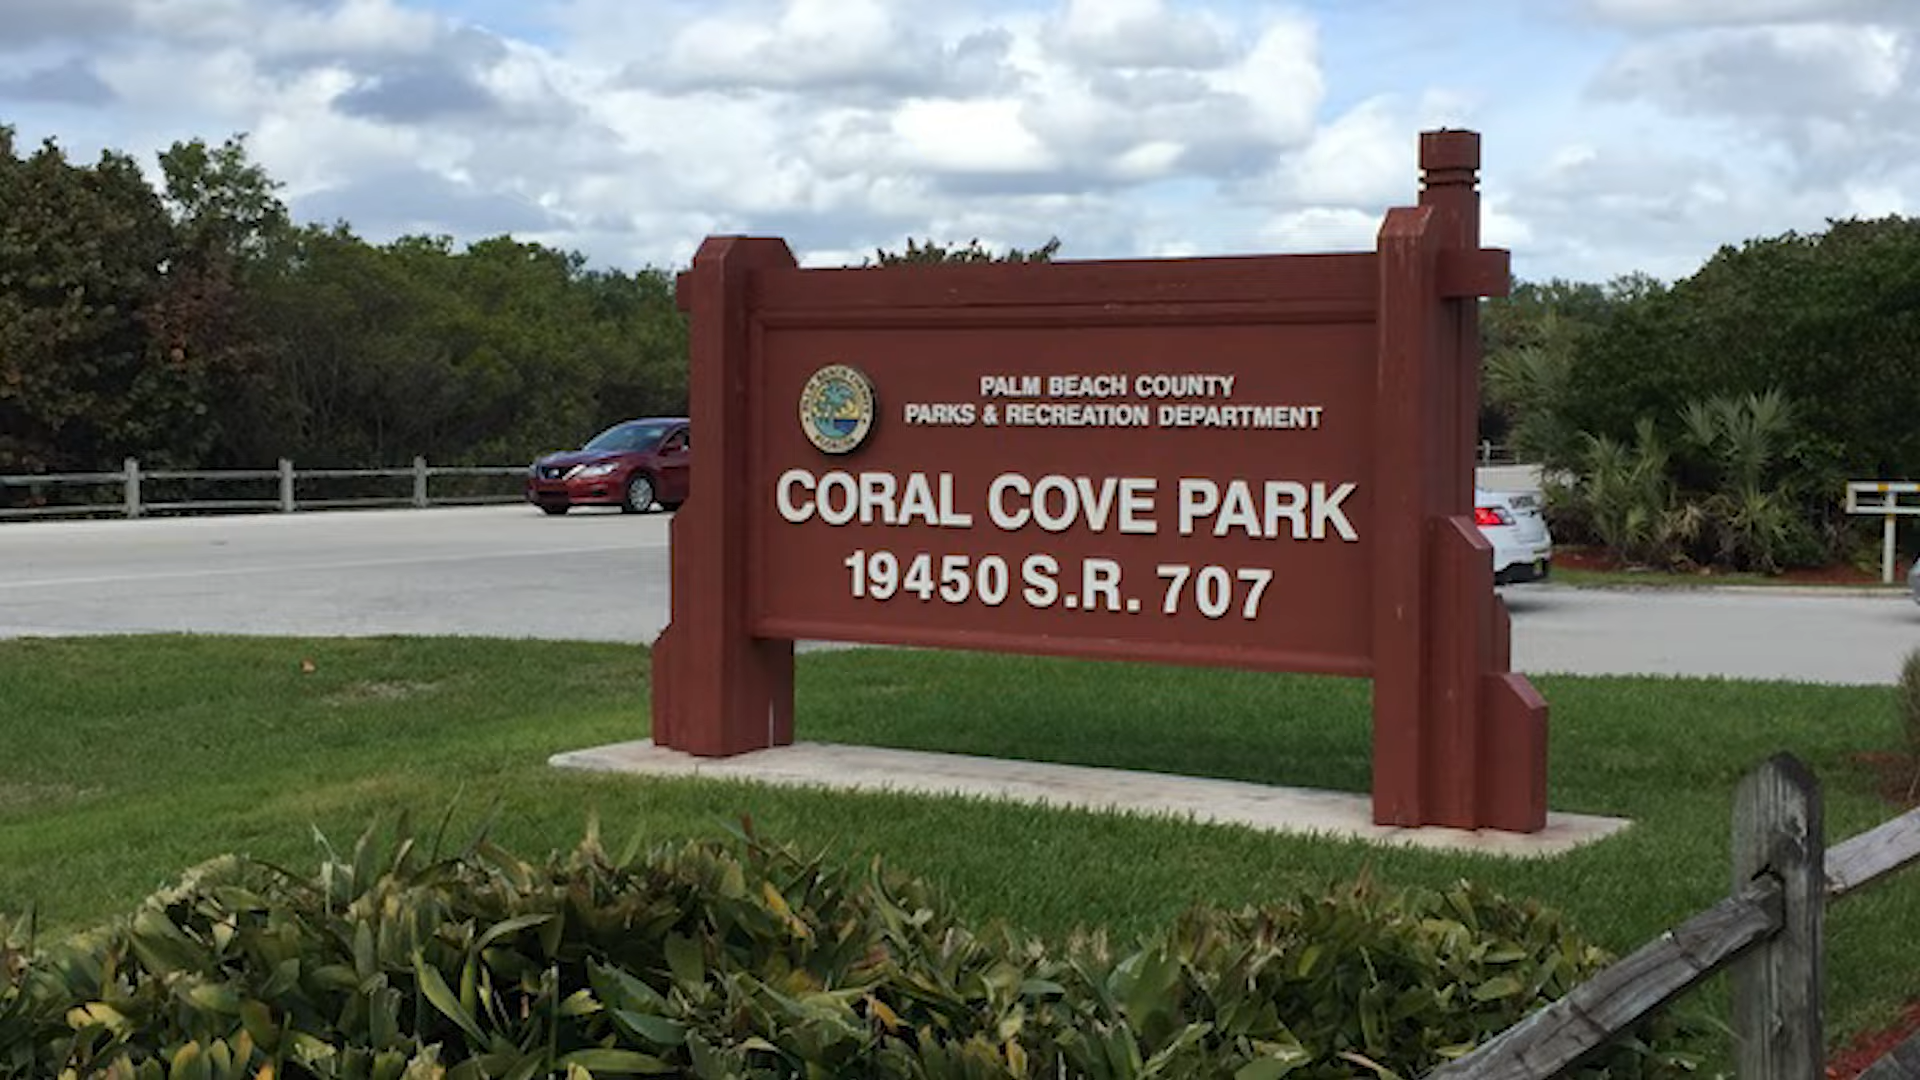 PALM BEACH COUNTY
PARKS & RECREATION DEPARTMENT
CORAL COVE PARK
19450 S.R. 707